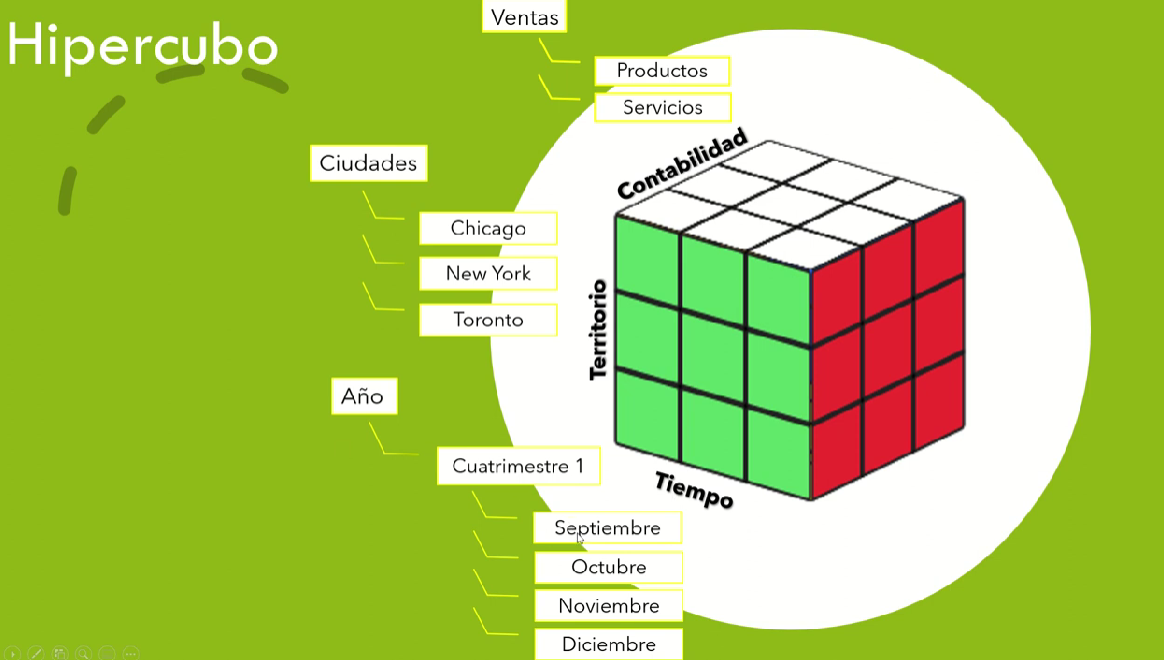 Hipercubo
Ventas
Productos
Servicios
Contabilidad
Ciudades
Chicago
New York
Toronto
Territorio
Año
Cuatrimestre 1
Tiempo
Septiembre
Octubre
Noviembre
Diciembre